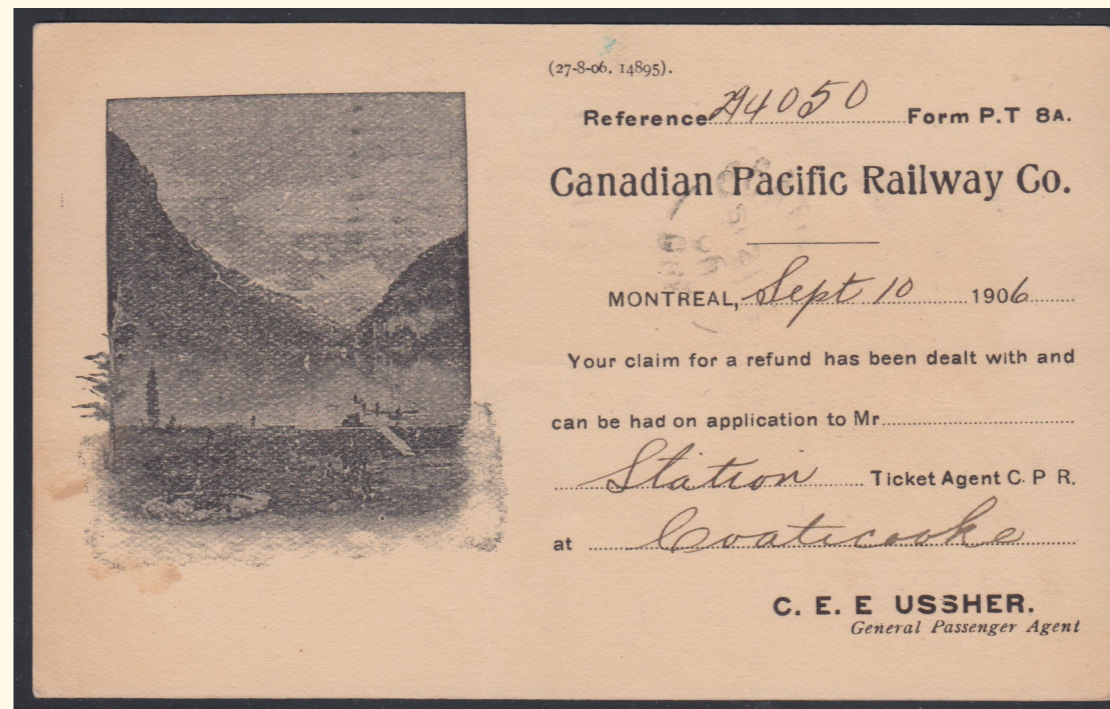 (27-8-06. 14895).
Reference 24050 Form P.T 8A.
Canadian Pacific Railway Co.
MONTREAL, Sept 10 1906
Your claim for a refund has been dealt with and
can be had on application to Mr
Station Ticket Agent C. P R.
at Coaticooke
C. E. E USSHER.
General Passenger Agent